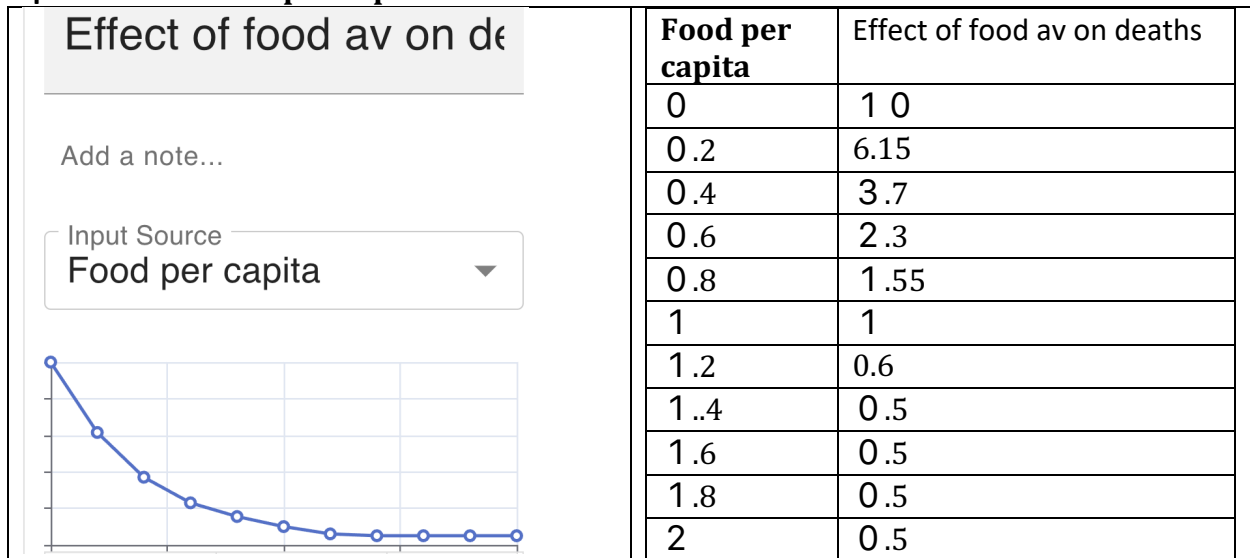 Effect of food av on de
Add a note...
Input Source
Food per capita
Food per capita	Effect of food av on deaths
0	1 0
0.2	6.15
0.4	3.7
0.6	2.3
0.8	1.55
1	1
1.2	0.6
1..4	0.5
1.6	0.5
1.8	0.5
2	0.5